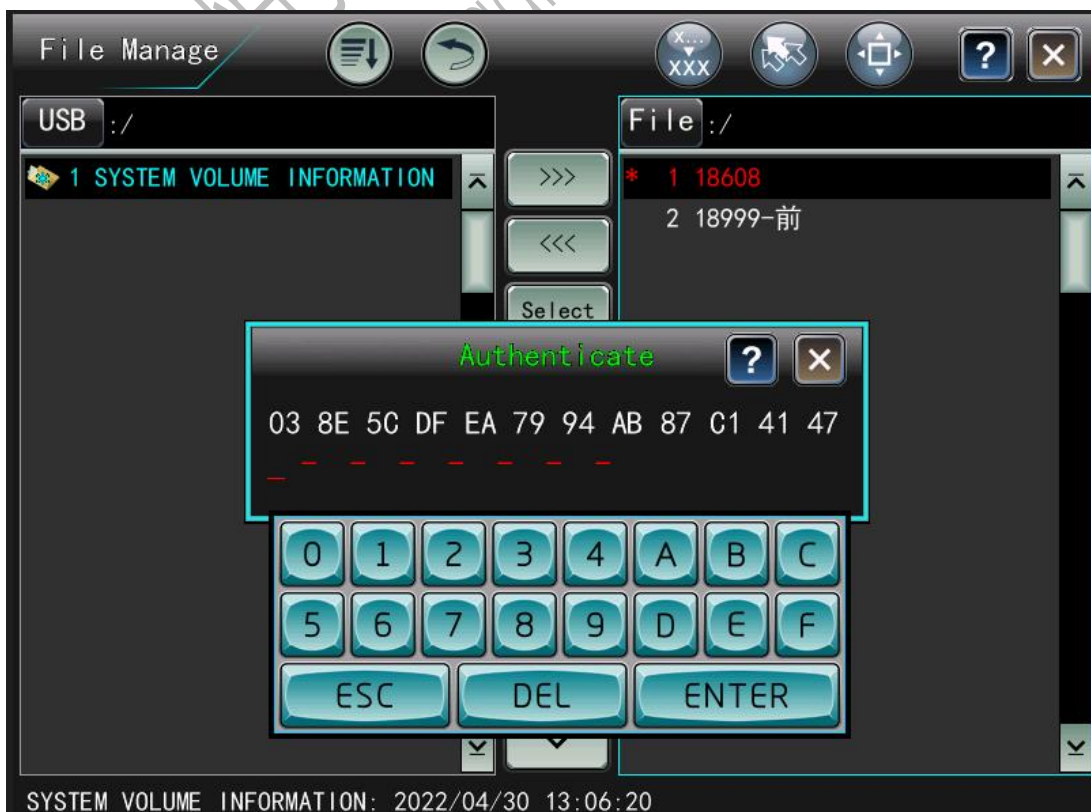 File Manage
X...
XXX
?
USB :/
File :/
1 SYSTEM VOLUME INFORMATION
>>>
* 1 18608
2 18999-前
<<<
Select
Authenticate
?
03 8E 5C DF EA 79 94 AB 87 C1 41 47
_ _ _ _ _ _ _ _
0 1 2 3 4 A B C
5 6 7 8 9 D E F
ESC DEL ENTER
SYSTEM VOLUME INFORMATION: 2022/04/30 13:06:20